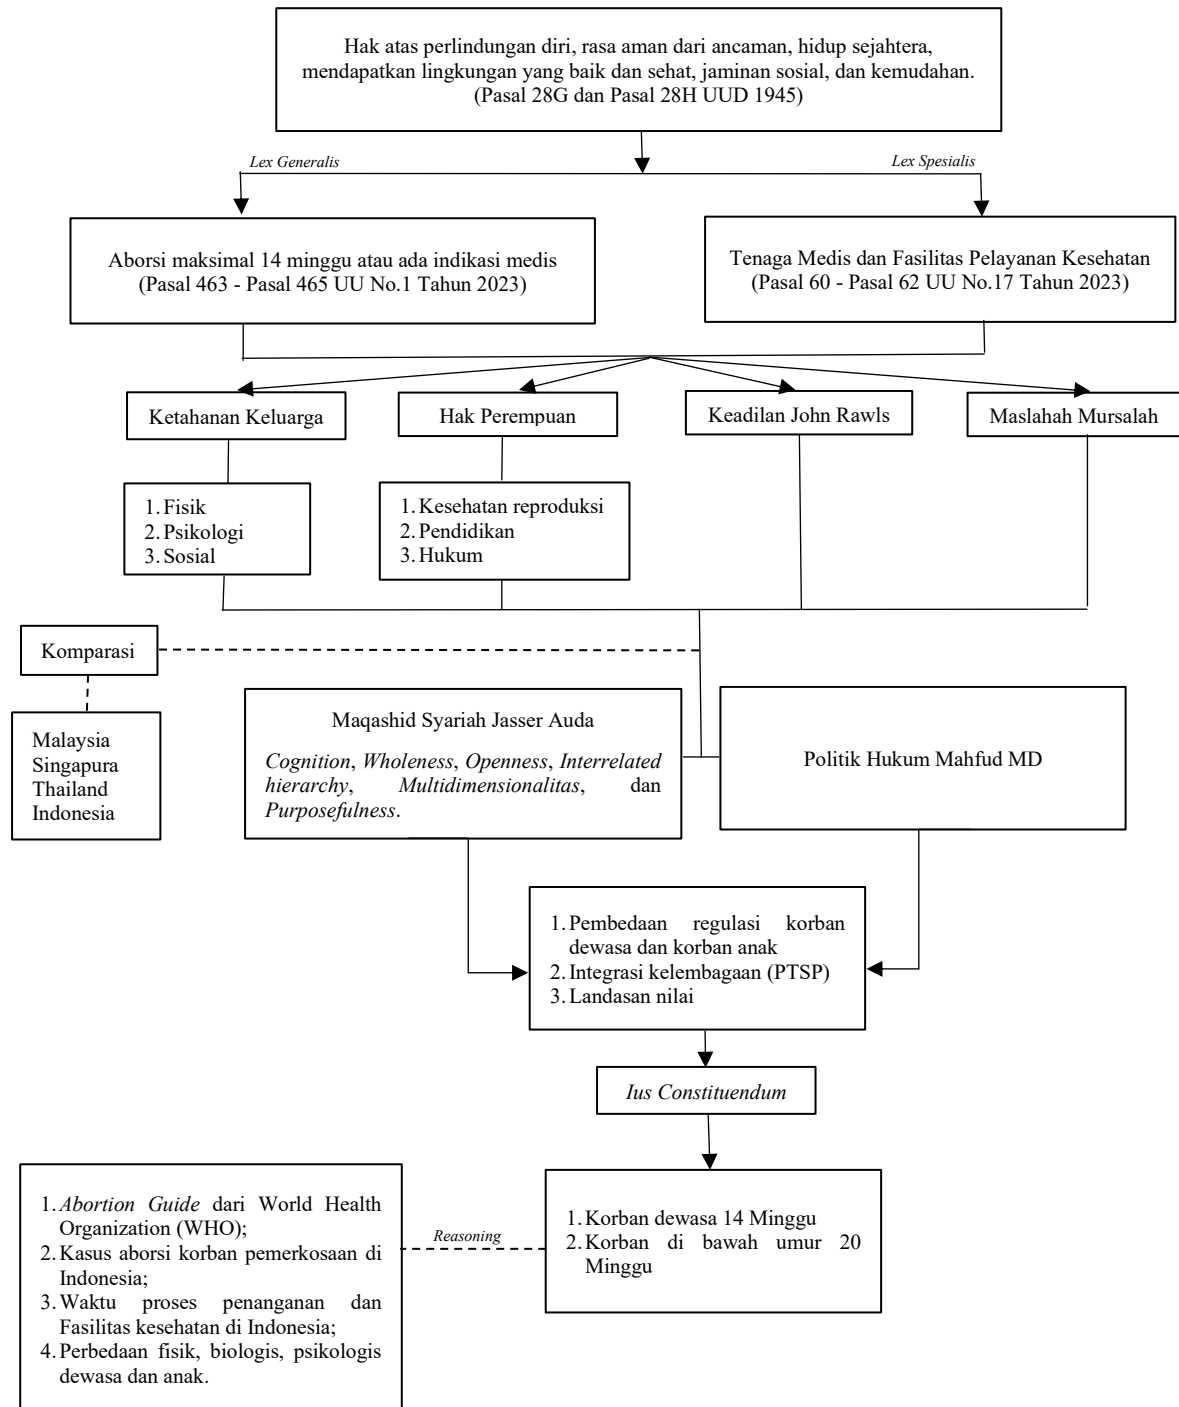 Hak atas perlindungan diri, rasa aman dari ancaman, hidup sejahtera,
mendapatkan lingkungan yang baik dan sehat, jaminan sosial, dan kemudahan.
(Pasal 28G dan Pasal 28H UUD 1945)
Lex Generalis
Lex Spesialis
Aborsi maksimal 14 minggu atau ada indikasi medis
(Pasal 463 - Pasal 465 UU No.1 Tahun 2023)
Tenaga Medis dan Fasilitas Pelayanan Kesehatan
(Pasal 60 - Pasal 62 UU No.17 Tahun 2023)
Ketahanan Keluarga
Hak Perempuan
Keadilan John Rawls
Maslahah Mursalah
1. Fisik
2. Psikologi
3. Sosial
1. Kesehatan reproduksi
2. Pendidikan
3. Hukum
Komparasi
Malaysia
Singapura
Thailand
Indonesia
Maqashid Syariah Jasser Auda
Cognition, Wholeness, Openness, Interrelated
hierarchy, Multidimensionalitas, dan
Purposefulness.
Politik Hukum Mahfud MD
1. Pembedaan regulasi korban
dewasa dan korban anak
2. Integrasi kelembagaan (PTSP)
3. Landasan nilai
Ius Constituendum
1. Abortion Guide dari World Health
Organization (WHO);
2. Kasus aborsi korban pemerkosaan di
Indonesia;
3. Waktu proses penanganan dan
Fasilitas kesehatan di Indonesia;
4. Perbedaan fisik, biologis, psikologis
dewasa dan anak.
Reasoning
1. Korban dewasa 14 Minggu
2. Korban di bawah umur 20
Minggu